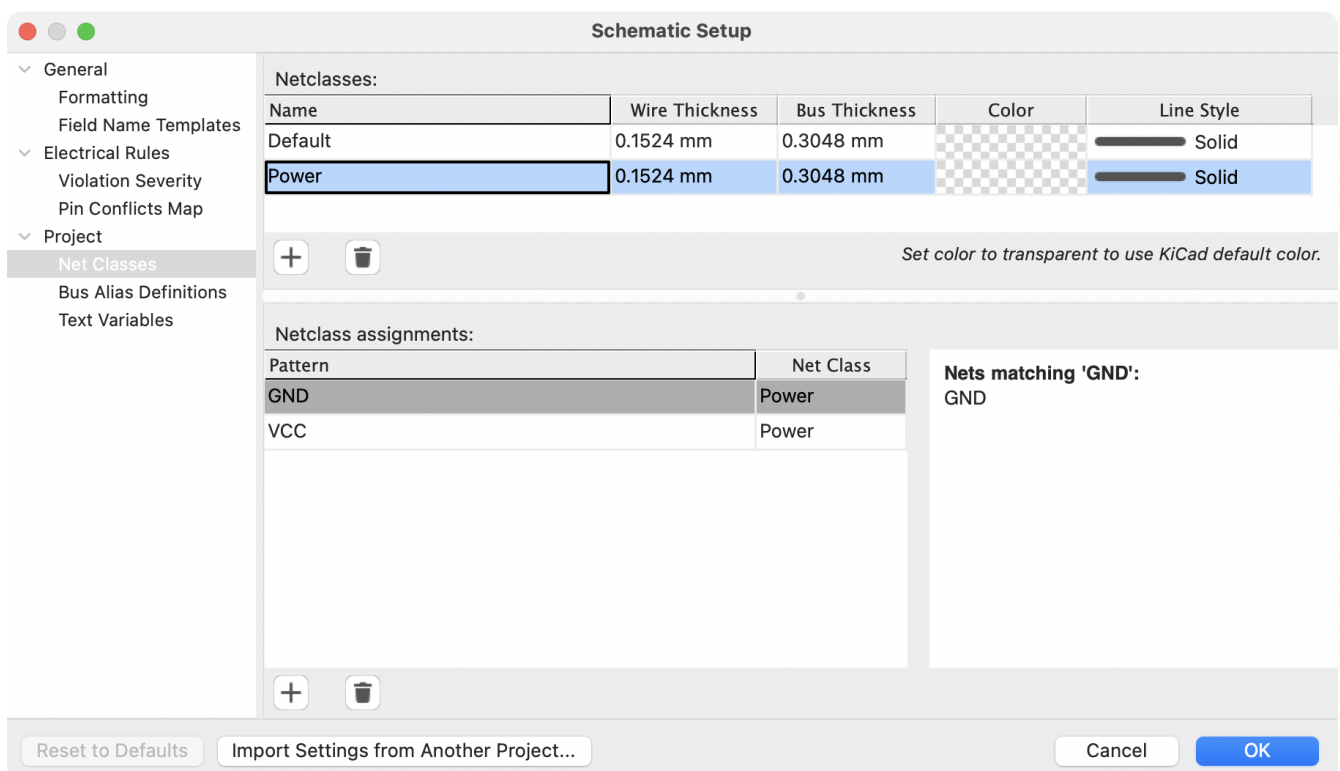 Schematic Setup
General
Formatting
Field Name Templates
Electrical Rules
Violation Severity
Pin Conflicts Map
Project
Net Classes
Bus Alias Definitions
Text Variables
Netclasses:
Name Wire Thickness Bus Thickness Color Line Style
Default 0.1524 mm 0.3048 mm Solid
Power 0.1524 mm 0.3048 mm Solid
Set color to transparent to use KiCad default color.
Netclass assignments:
Pattern Net Class
GND Power
VCC Power
Nets matching 'GND':
GND
Reset to Defaults Import Settings from Another Project... Cancel OK